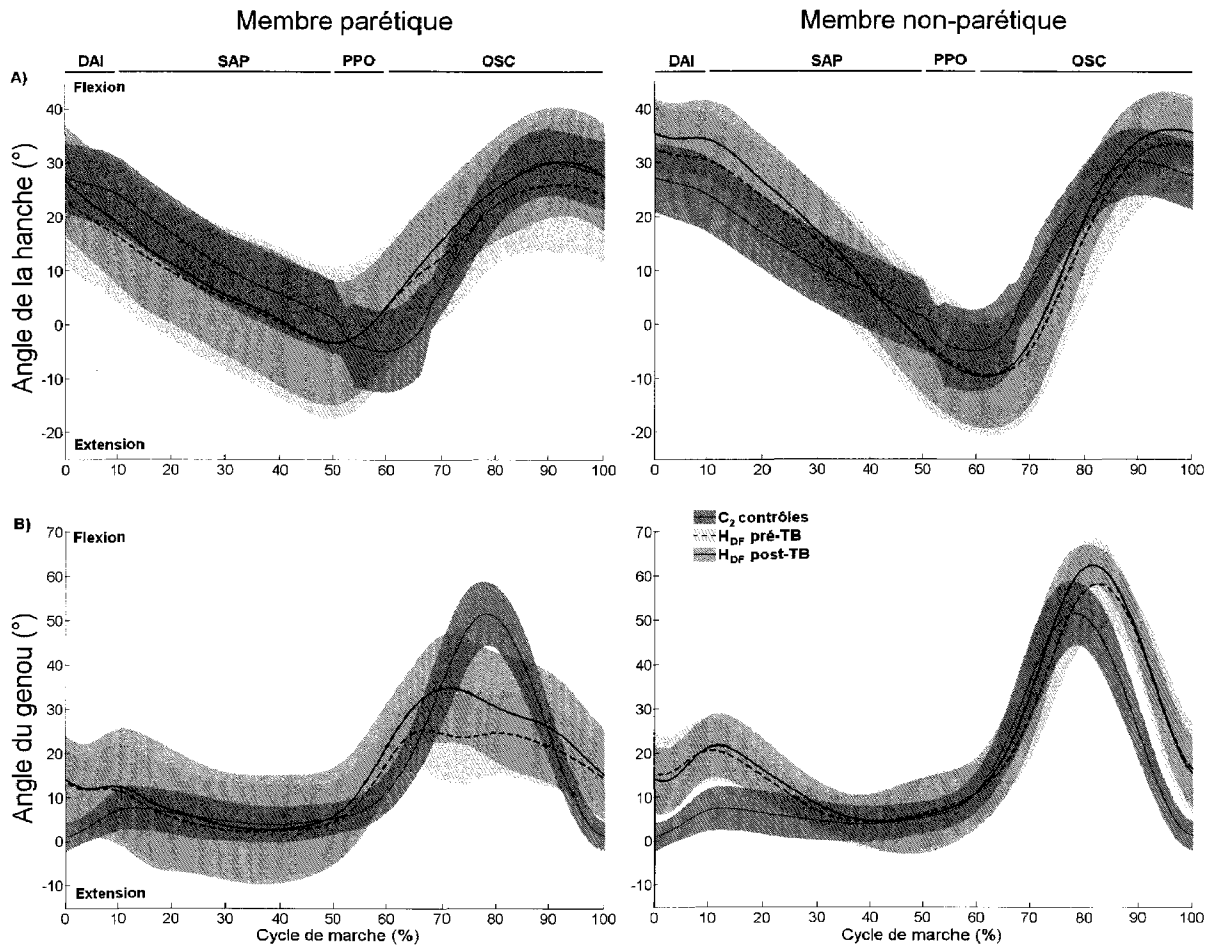 Membre parétique
Membre non-parétique
DAI SAP PPO OSC
DAI SAP PPO OSC
A)
Flexion
Angle de la hanche (°)
40
30
20
10
0
-10
-20
Extension
0 10 20 30 40 50 60 70 80 90 100
40
30
20
10
0
-10
-20
0 10 20 30 40 50 60 70 80 90 100
B)
Flexion
Angle du genou (°)
70
60
50
40
30
20
10
0
-10
Extension
0 10 20 30 40 50 60 70 80 90 100
Cycle de marche (%)
C2 contrôles
HDF pré-TB
HDF post-TB
70
60
50
40
30
20
10
0
-10
0 10 20 30 40 50 60 70 80 90 100
Cycle de marche (%)